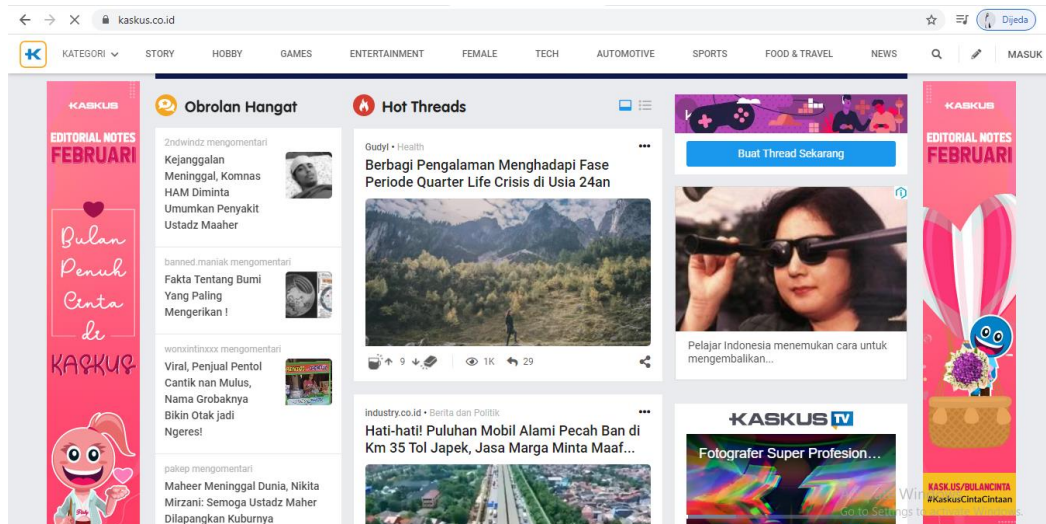 kaskus.co.id
Dijeda
KATEGORI STORY HOBBY GAMES ENTERTAINMENT FEMALE TECH AUTOMOTIVE SPORTS FOOD & TRAVEL NEWS MASUK
KASKUS
EDITORIAL NOTES
FEBRUARI
Bulan
Penuh
Cinta
di
KASKUS
Obrolan Hangat
2ndwindz mengomentari
Kejanggalan
Meninggal, Komnas
HAM Diminta
Umumkan Penyakit
Ustadz Maaher
banned.maniak mengomentari
Fakta Tentang Bumi
Yang Paling
Mengerikan !
wonxintinxxx mengomentari
Viral, Penjual Pentol
Cantik nan Mulus,
Nama Grobaknya
Bikin Otak jadi
Ngeres!
pakep mengomentari
Maheer Meninggal Dunia, Nikita
Mirzani: Semoga Ustadz Maher
Dilapangkan Kuburnya
Hot Threads
Gudyl • Health
Berbagi Pengalaman Menghadapi Fase
Periode Quarter Life Crisis di Usia 24an
9 1K 29
industry.co.id • Berita dan Politik
Hati-hati! Puluhan Mobil Alami Pecah Ban di
Km 35 Tol Japek, Jasa Marga Minta Maaf...
Buat Thread Sekarang
Pelajar Indonesia menemukan cara untuk
mengembalikan...
KASKUS TV
Fotografer Super Profesion...
KASKUS
EDITORIAL NOTES
FEBRUARI
KASK.US/BULANCINTA
#KaskusCintaCintaan
Go to Settings to activate Windows.